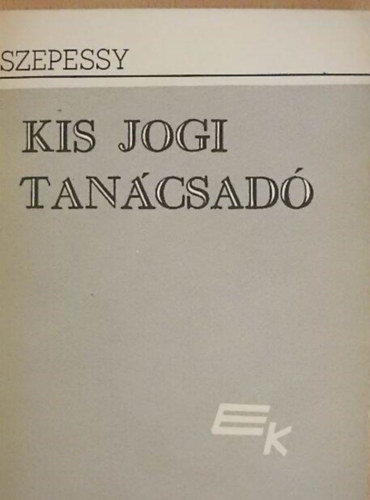 SZEPESSY
KIS JOGI
TANÁCSADÓ
EK